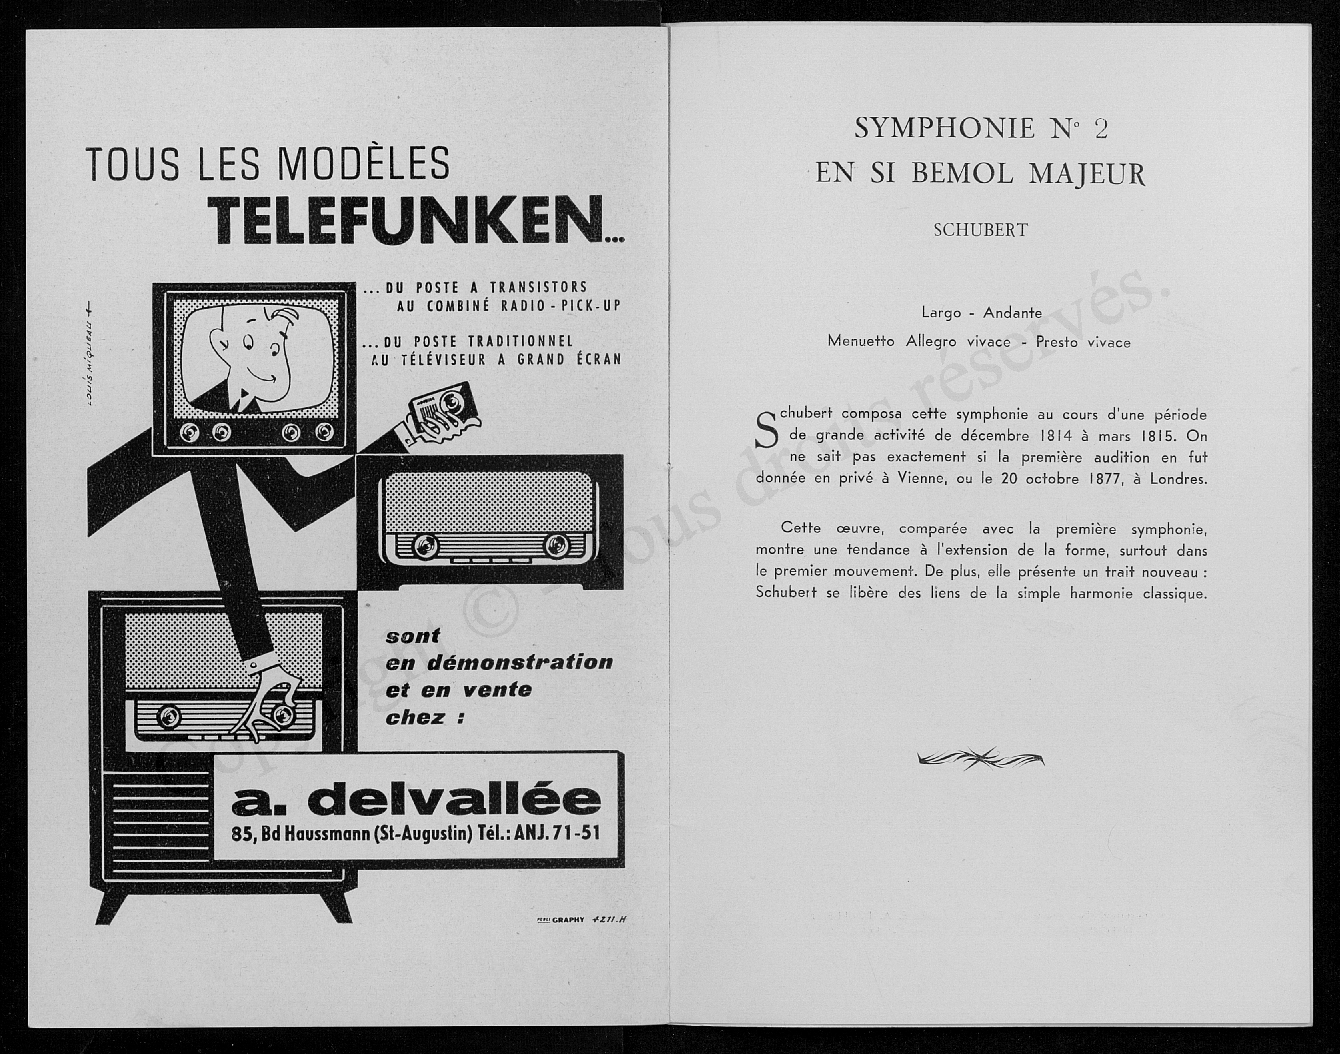 TOUS LES MODÈLES
TELEFUNKEN...
...DU POSTE A TRANSISTORS
AU COMBINÉ RADIO - PICK-UP
...DU POSTE TRADITIONNEL
AU TÉLÉVISEUR A GRAND ÉCRAN
sont
en démonstration
et en vente
chez :
a. delvallée
85, Bd Haussmann (St-Augustin) Tél.: ANJ. 71-51
GRAPHY
SYMPHONIE N° 2
EN SI BEMOL MAJEUR
SCHUBERT
Largo - Andante
Menuetto Allegro vivace - Presto vivace
Schubert composa cette symphonie au cours d'une période
de grande activité de décembre 1814 à mars 1815. On
ne sait pas exactement si la première audition en fut
donnée en privé à Vienne, ou le 20 octobre 1877, à Londres.
Cette œuvre, comparée avec la première symphonie,
montre une tendance à l'extension de la forme, surtout dans
le premier mouvement. De plus, elle présente un trait nouveau :
Schubert se libère des liens de la simple harmonie classique.
Copyright © Tous droits réservés.